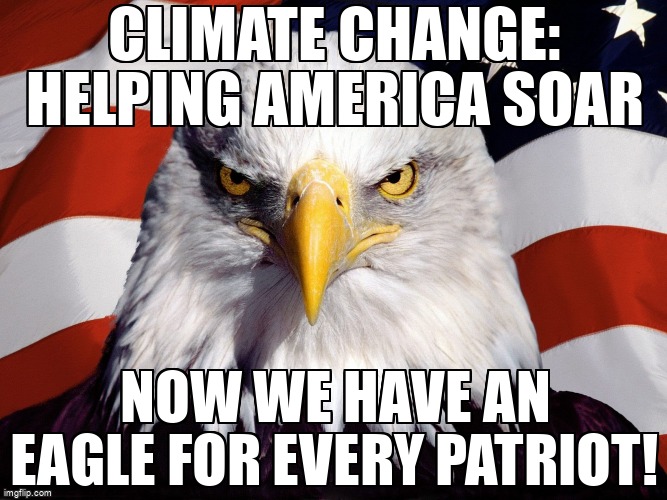 CLIMATE CHANGE:
HELPING AMERICA SOAR
NOW WE HAVE AN
EAGLE FOR EVERY PATRIOT!
imgflip.com